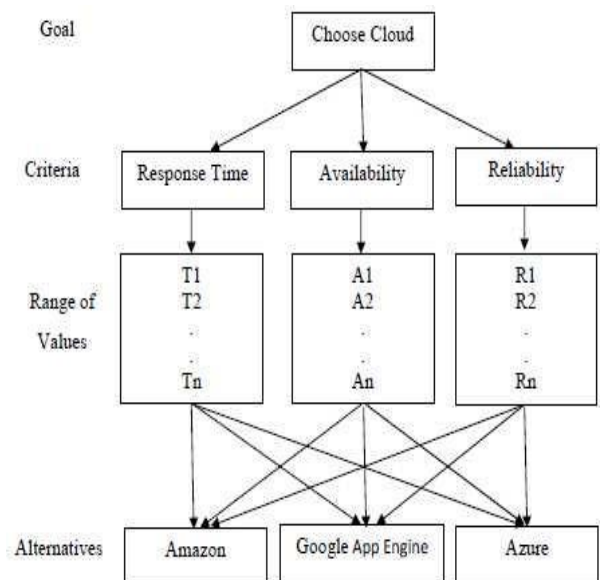 Goal
Choose Cloud
Criteria
Response Time
Availability
Reliability
Range of
Values
T1
T2
.
.
Tn
A1
A2
.
.
An
R1
R2
.
.
Rn
Alternatives
Amazon
Google App Engine
Azure